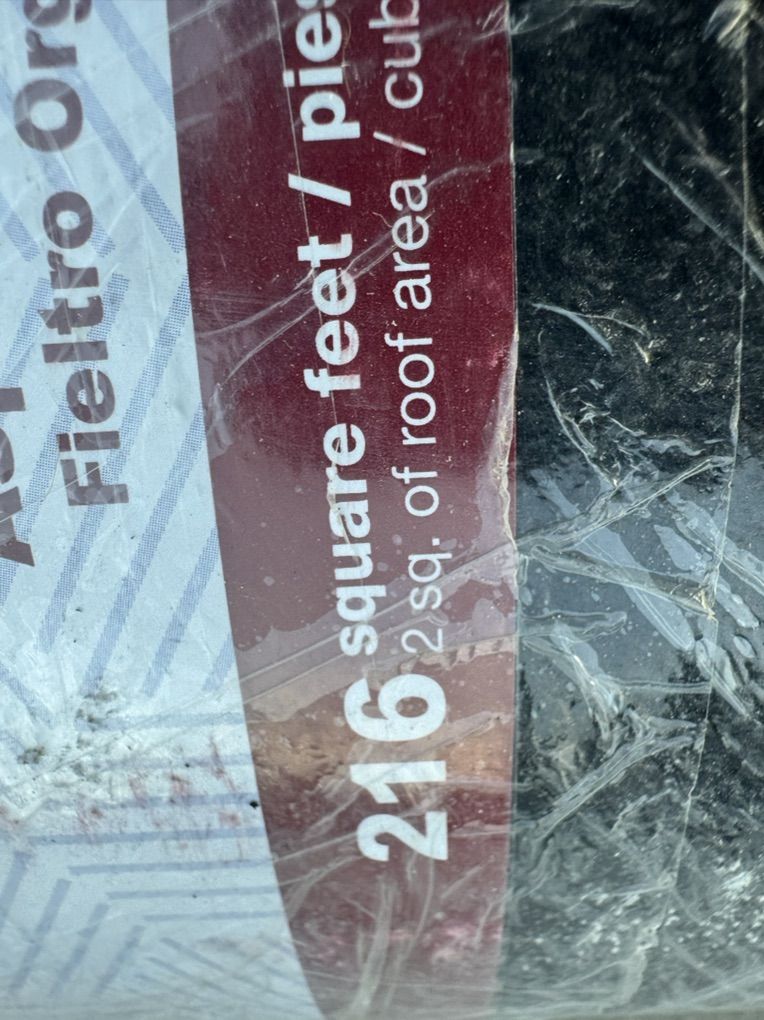 Fieltro Org
216 square feet / pies
2 sq. of roof area / cub